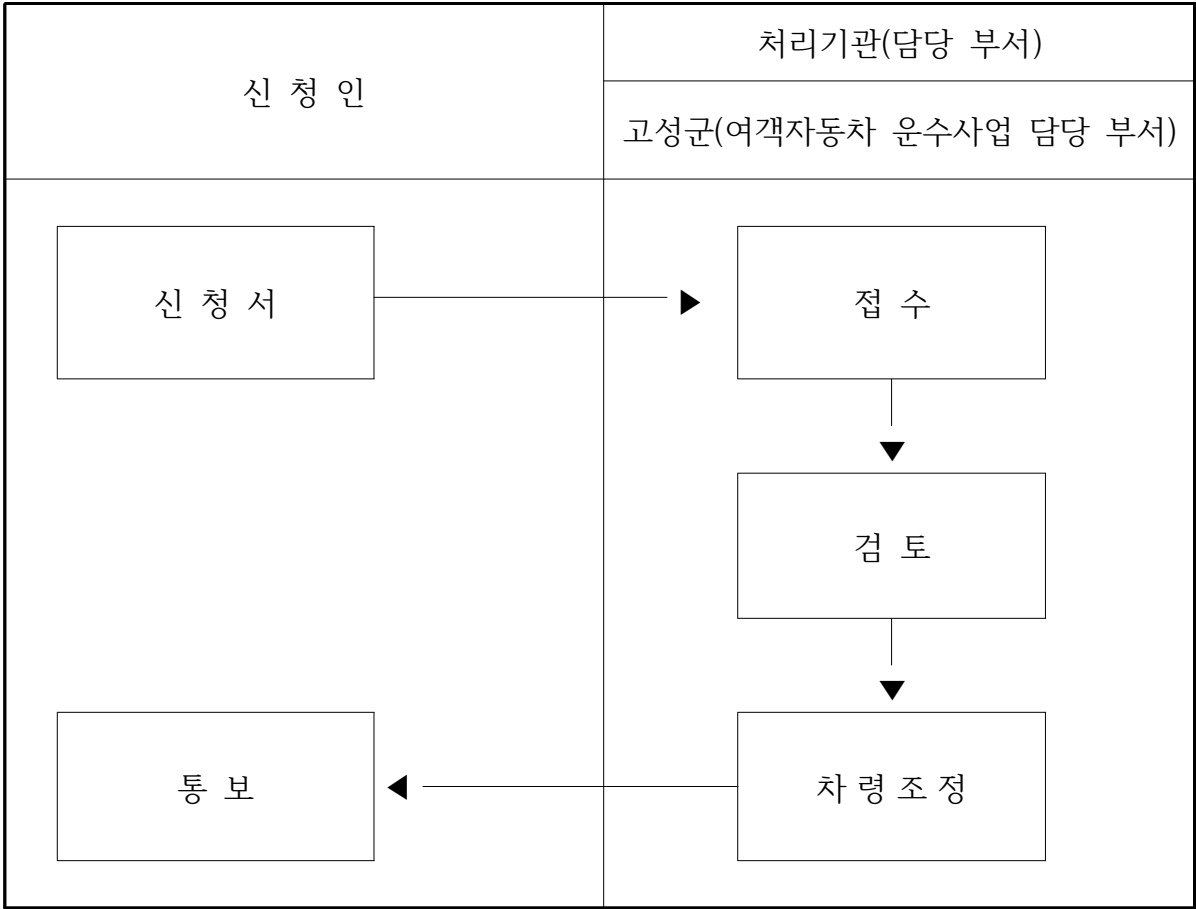 처리기관(담당 부서)
신 청 인
고성군(여객자동차 운수사업 담당 부서)
신 청 서
접 수
검 토
차 령 조 정
통 보